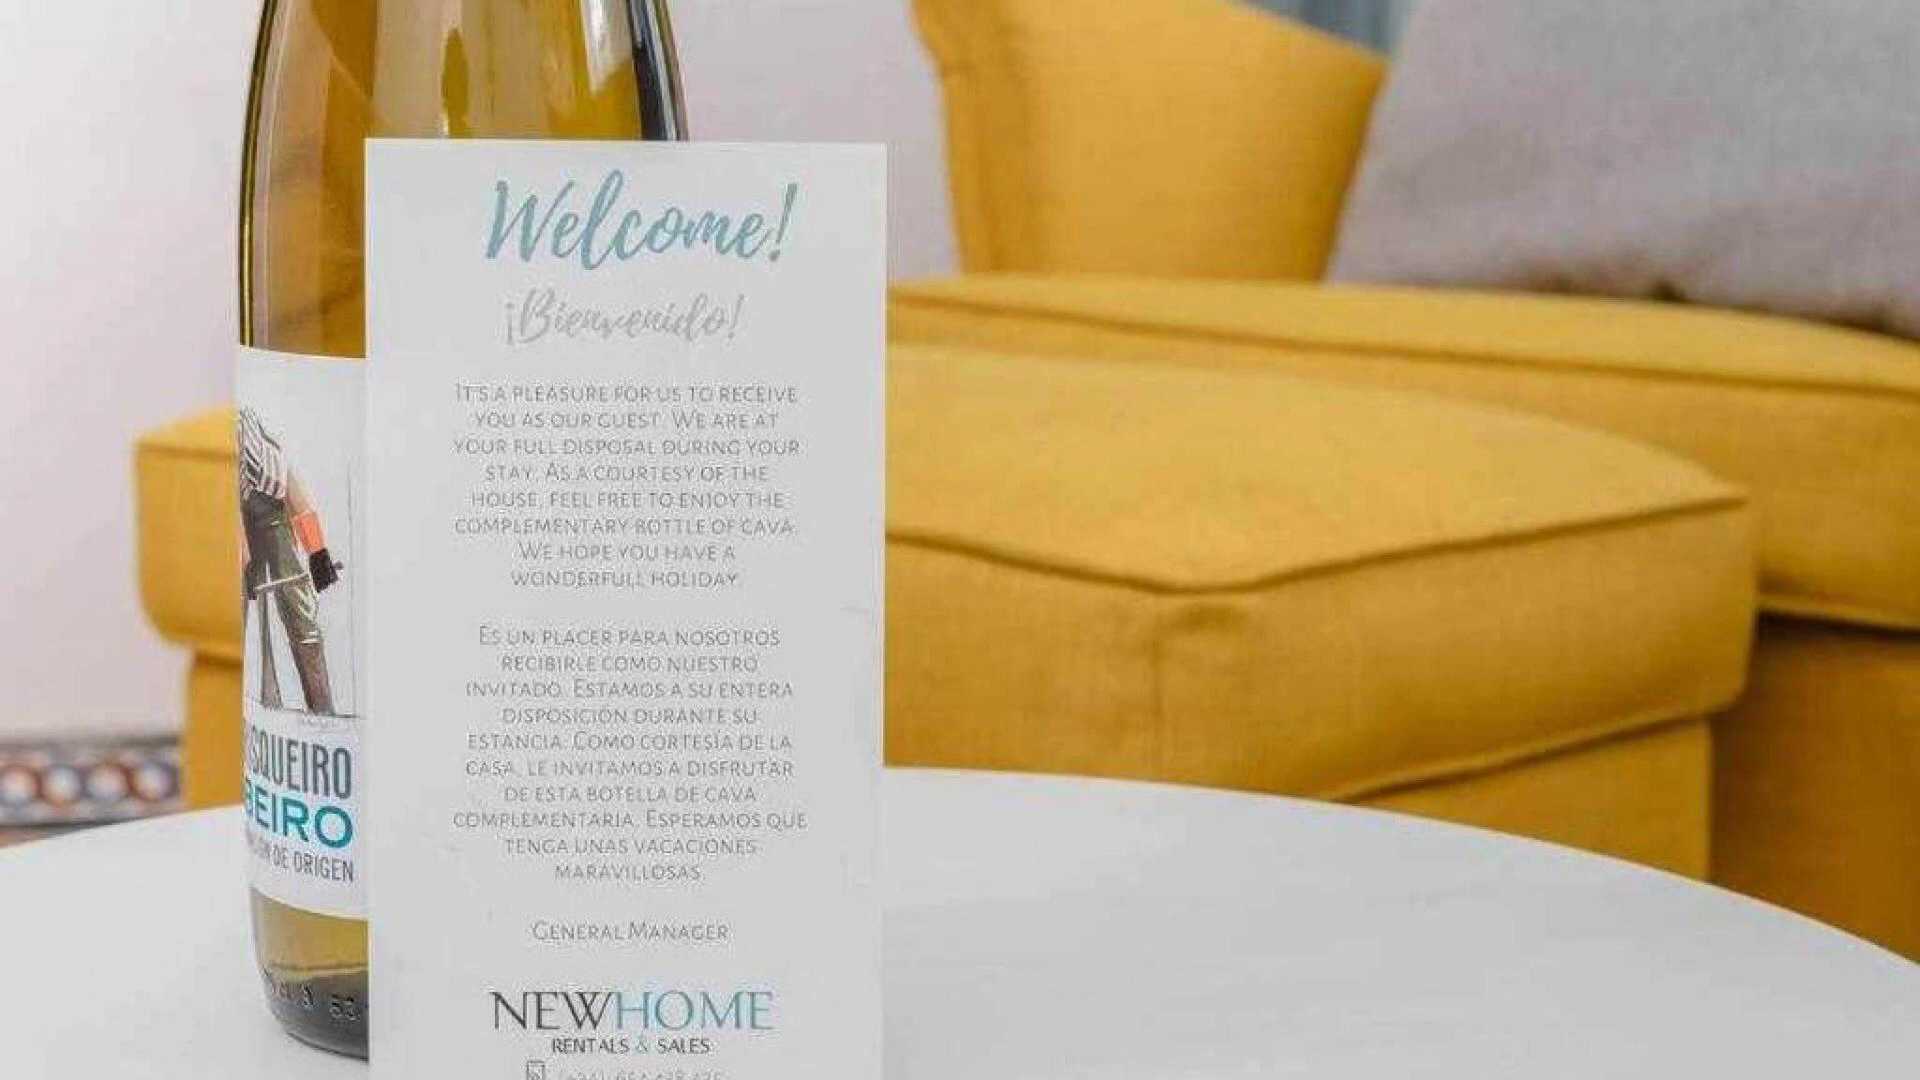 Welcome!
¡Bienvenido!
IT'S A PLEASURE FOR US TO RECEIVE
YOU AS OUR GUEST. WE ARE AT
YOUR FULL DISPOSAL DURING YOUR
STAY. AS A COURTESY OF THE
HOUSE, FEEL FREE TO ENJOY THE
COMPLEMENTARY BOTTLE OF CAVA.
WE HOPE YOU HAVE A
WONDERFULL HOLIDAY.
ES UN PLACER PARA NOSOTROS
RECIBIRLE COMO NUESTRO
INVITADO. ESTAMOS A SU ENTERA
DISPOSICIÓN DURANTE SU
ESTANCIA. COMO CORTESÍA DE LA
CASA, LE INVITAMOS A DISFRUTAR
DE ESTA BOTELLA DE CAVA
COMPLEMENTARIA. ESPERAMOS QUE
TENGA UNAS VACACIONES
MARAVILLOSAS.
GENERAL MANAGER
NEWHOME
RENTALS & SALES
SQUEIRO
BEIRO
DE ORIGEN